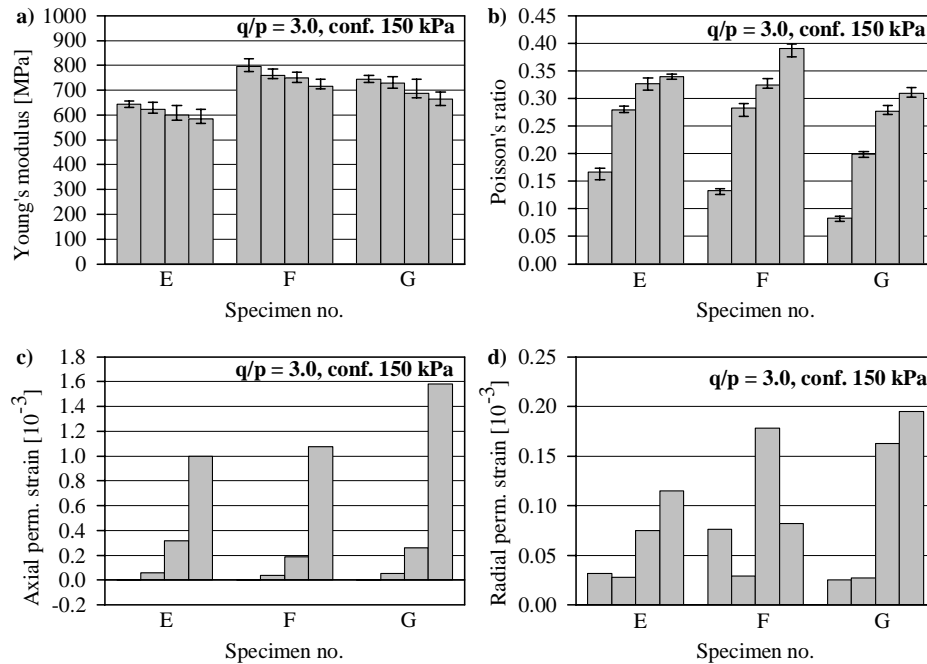 a)
q/p = 3.0, conf. 150 kPa
Young's modulus [MPa]
1000
900
800
700
600
500
400
300
200
100
0
E F G
Specimen no.
b)
q/p = 3.0, conf. 150 kPa
Poisson's ratio
0.45
0.40
0.35
0.30
0.25
0.20
0.15
0.10
0.05
0.00
E F G
Specimen no.
c)
q/p = 3.0, conf. 150 kPa
Axial perm. strain [10⁻³]
1.8
1.6
1.4
1.2
1.0
0.8
0.6
0.4
0.2
0.0
-0.2
E F G
Specimen no.
d)
q/p = 3.0, conf. 150 kPa
Radial perm. strain [10⁻³]
0.25
0.20
0.15
0.10
0.05
0.00
E F G
Specimen no.